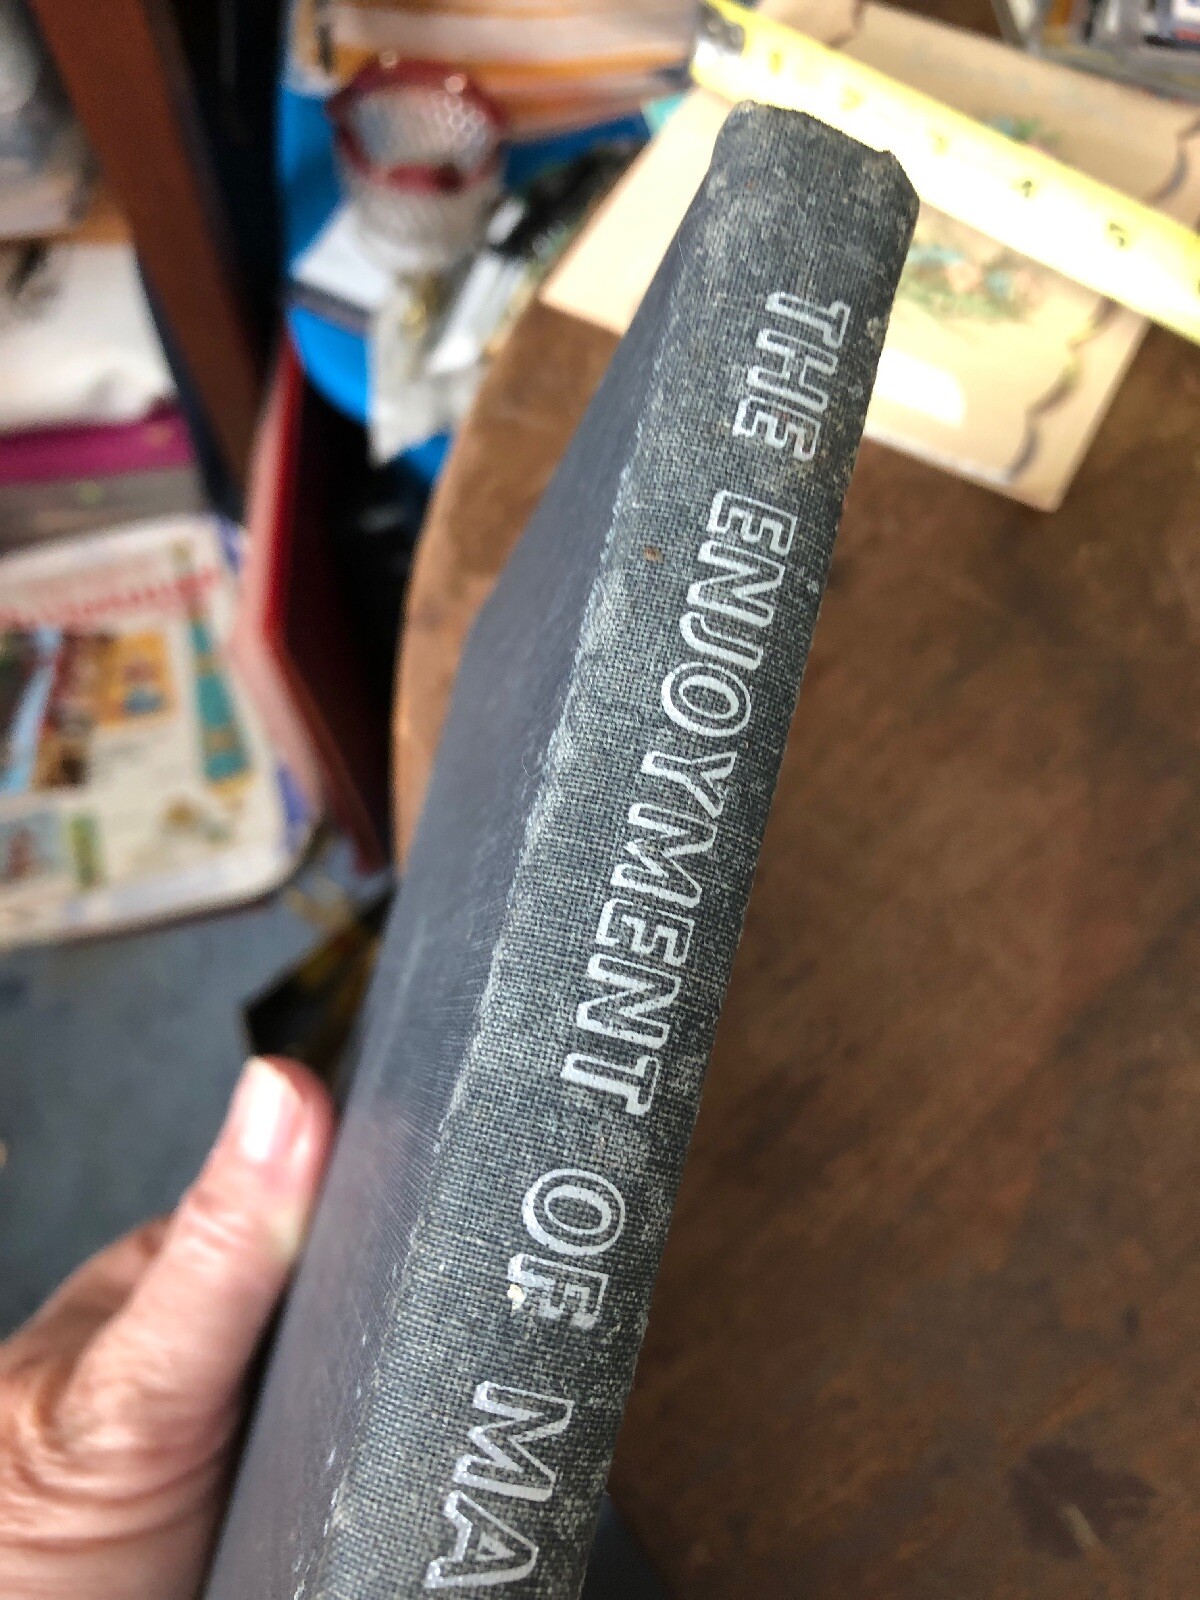 THE ENJOYMENT OF MA